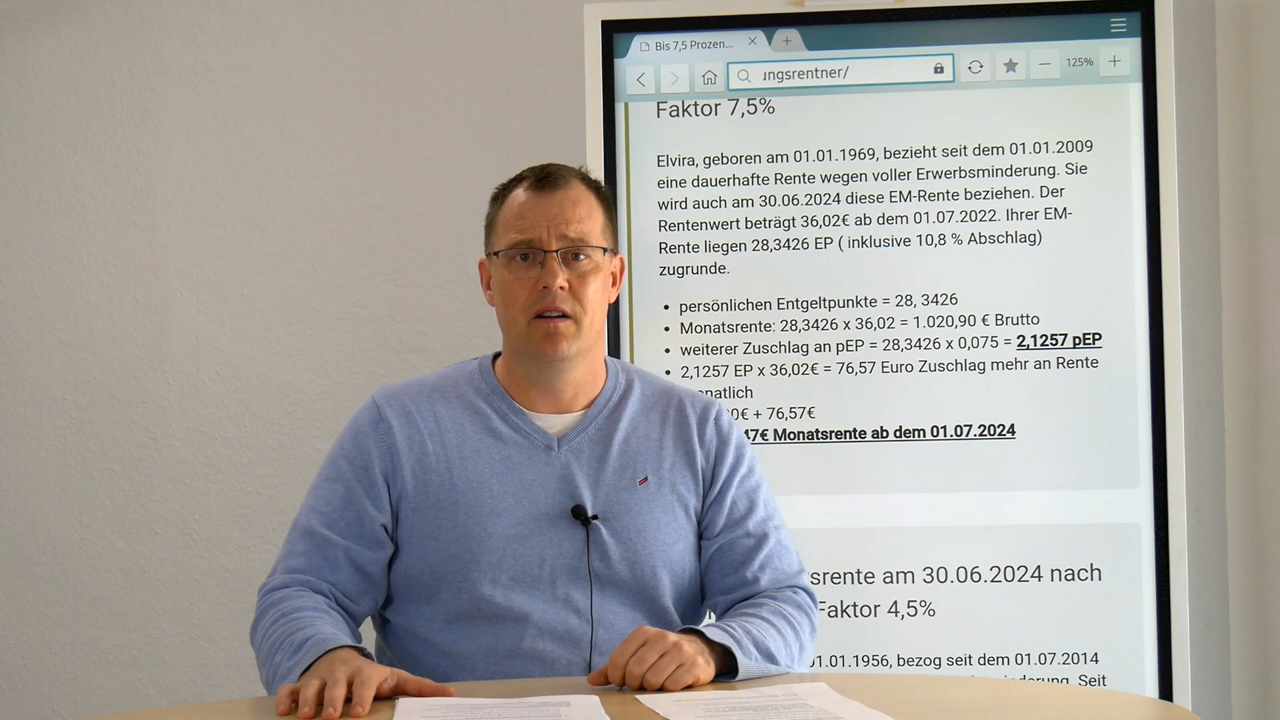 Bis 7,5 Prozen...
ungsrentner/
125%
Faktor 7,5%
Elvira, geboren am 01.01.1969, bezieht seit dem 01.01.2009
eine dauerhafte Rente wegen voller Erwerbsminderung. Sie
wird auch am 30.06.2024 diese EM-Rente beziehen. Der
Rentenwert beträgt 36,02€ ab dem 01.07.2022. Ihrer EM-
Rente liegen 28,3426 EP ( inklusive 10,8 % Abschlag)
zugrunde.
• persönlichen Entgeltpunkte = 28, 3426
• Monatsrente: 28,3426 x 36,02 = 1.020,90 € Brutto
• weiterer Zuschlag an pEP = 28,3426 x 0,075 = 2,1257 pEP
• 2,1257 EP x 36,02€ = 76,57 Euro Zuschlag mehr an Rente
natlich
0€ + 76,57€
47€ Monatsrente ab dem 01.07.2024
srente am 30.06.2024 nach
Faktor 4,5%
01.1956, bezog seit dem 01.07.2014
Seit